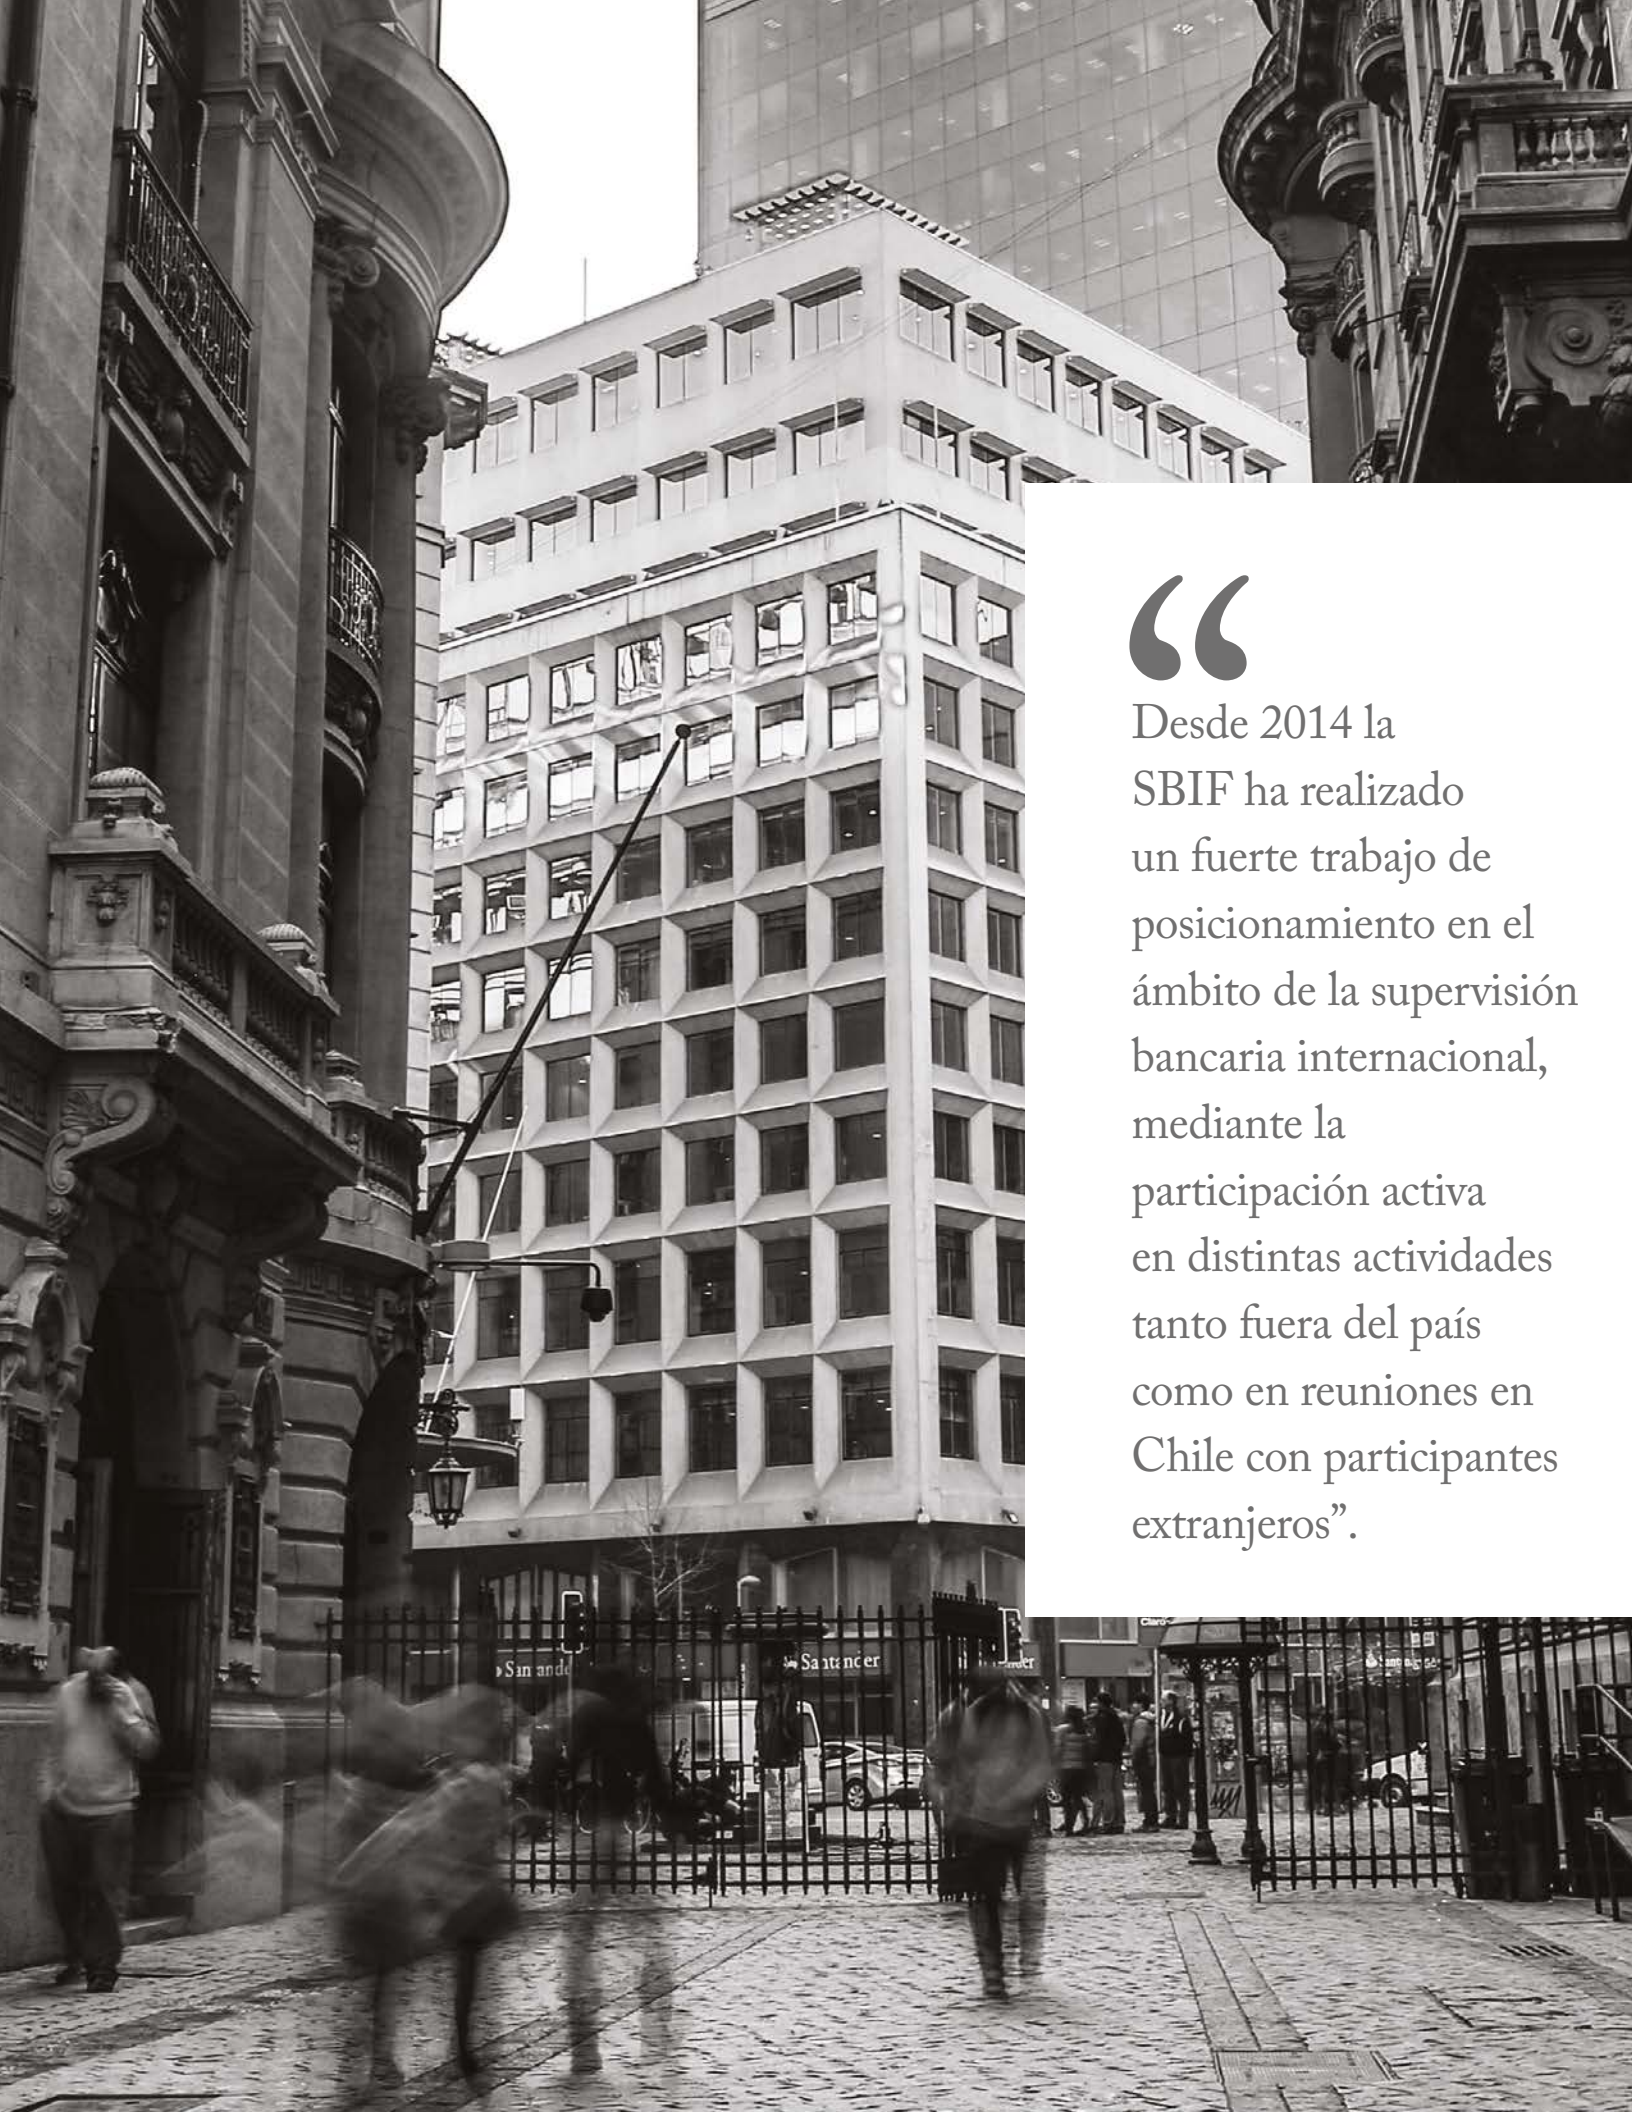 “
Desde 2014 la
SBIF ha realizado
un fuerte trabajo de
posicionamiento en el
ámbito de la supervisión
bancaria internacional,
mediante la
participación activa
en distintas actividades
tanto fuera del país
como en reuniones en
Chile con participantes
extranjeros”.
Claro
Santander
Santander